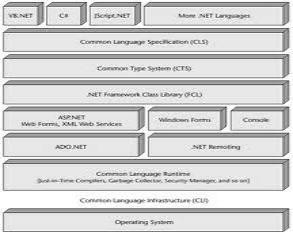 VB.NET
C#
JScript.NET
More .NET Languages
Common Language Specification (CLS)
Common Type System (CTS)
.NET Framework Class Library (FCL)
ASP.NET
Web Forms, XML Web Services
Windows Forms
Console
ADO.NET
.NET Remoting
Common Language Runtime
(Just-in-Time Compilers, Garbage Collector, Security Manager, and so on)
Common Language Infrastructure (CLI)
Operating System